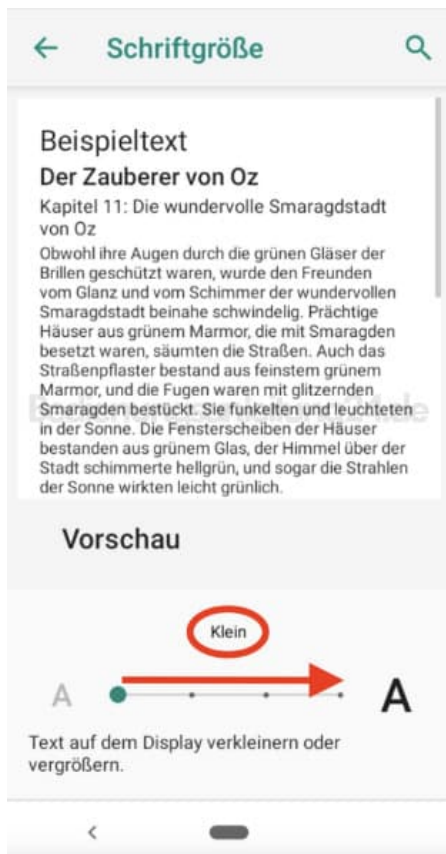 Schriftgröße
Beispieltext
Der Zauberer von Oz
Kapitel 11: Die wundervolle Smaragdstadt
von Oz
Obwohl ihre Augen durch die grünen Gläser der
Brillen geschützt waren, wurde den Freunden
vom Glanz und vom Schimmer der wundervollen
Smaragdstadt beinahe schwindelig. Prächtige
Häuser aus grünem Marmor, die mit Smaragden
besetzt waren, säumten die Straßen. Auch das
Straßenpflaster bestand aus feinstem grünem
Marmor, und die Fugen waren mit glitzernden
Smaragden bestückt. Sie funkelten und leuchteten
in der Sonne. Die Fensterscheiben der Häuser
bestanden aus grünem Glas, der Himmel über der
Stadt schimmerte hellgrün, und sogar die Strahlen
der Sonne wirkten leicht grünlich.
Vorschau
Klein
A A
Text auf dem Display verkleinern oder
vergrößern.